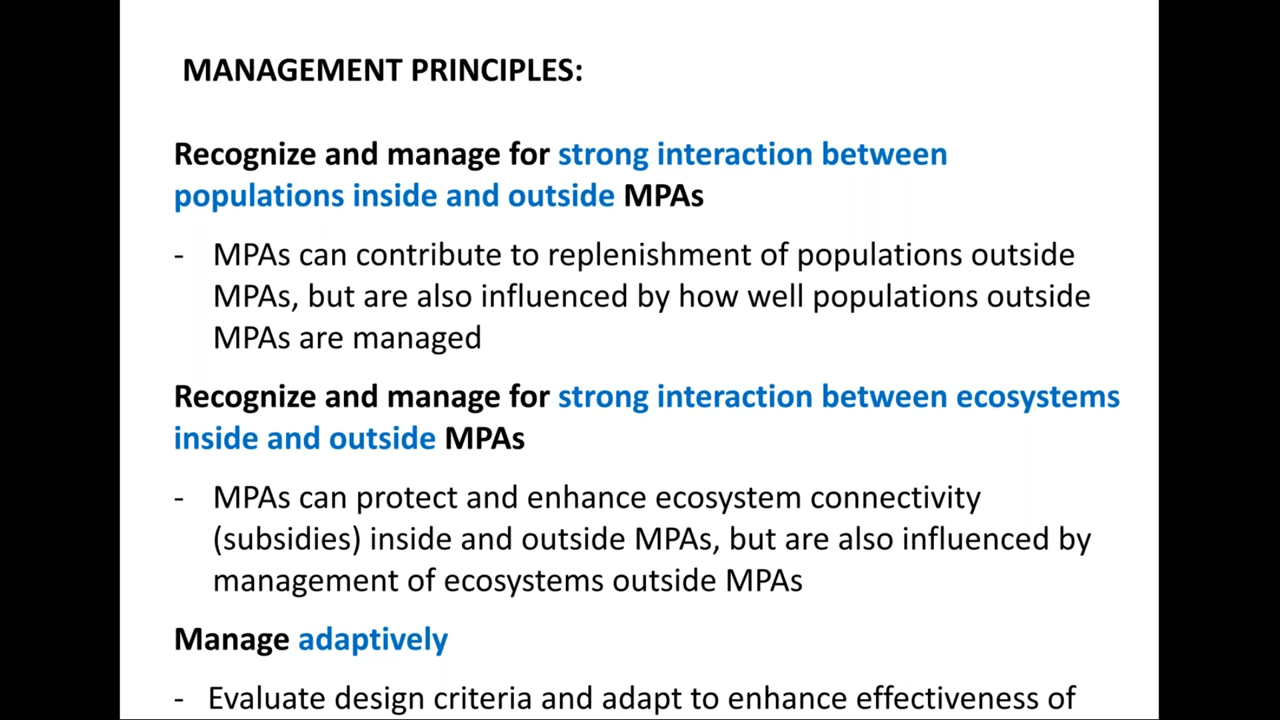 MANAGEMENT PRINCIPLES:
Recognize and manage for strong interaction between
populations inside and outside MPAs
- MPAs can contribute to replenishment of populations outside
MPAs, but are also influenced by how well populations outside
MPAs are managed
Recognize and manage for strong interaction between ecosystems
inside and outside MPAs
- MPAs can protect and enhance ecosystem connectivity
(subsidies) inside and outside MPAs, but are also influenced by
management of ecosystems outside MPAs
Manage adaptively
- Evaluate design criteria and adapt to enhance effectiveness of